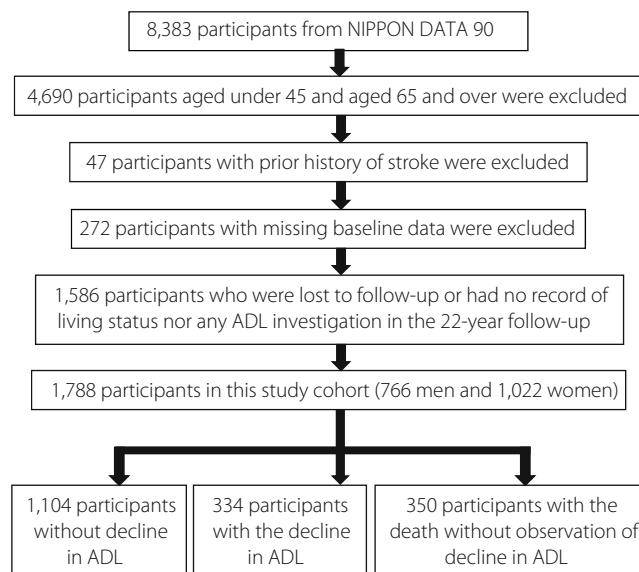 8,383 participants from NIPPON DATA 90
4,690 participants aged under 45 and aged 65 and over were excluded
47 participants with prior history of stroke were excluded
272 participants with missing baseline data were excluded
1,586 participants who were lost to follow-up or had no record of
living status nor any ADL investigation in the 22-year follow-up
1,788 participants in this study cohort (766 men and 1,022 women)
1,104 participants
without decline
in ADL
334 participants
with the decline
in ADL
350 participants with the
death without observation of
decline in ADL